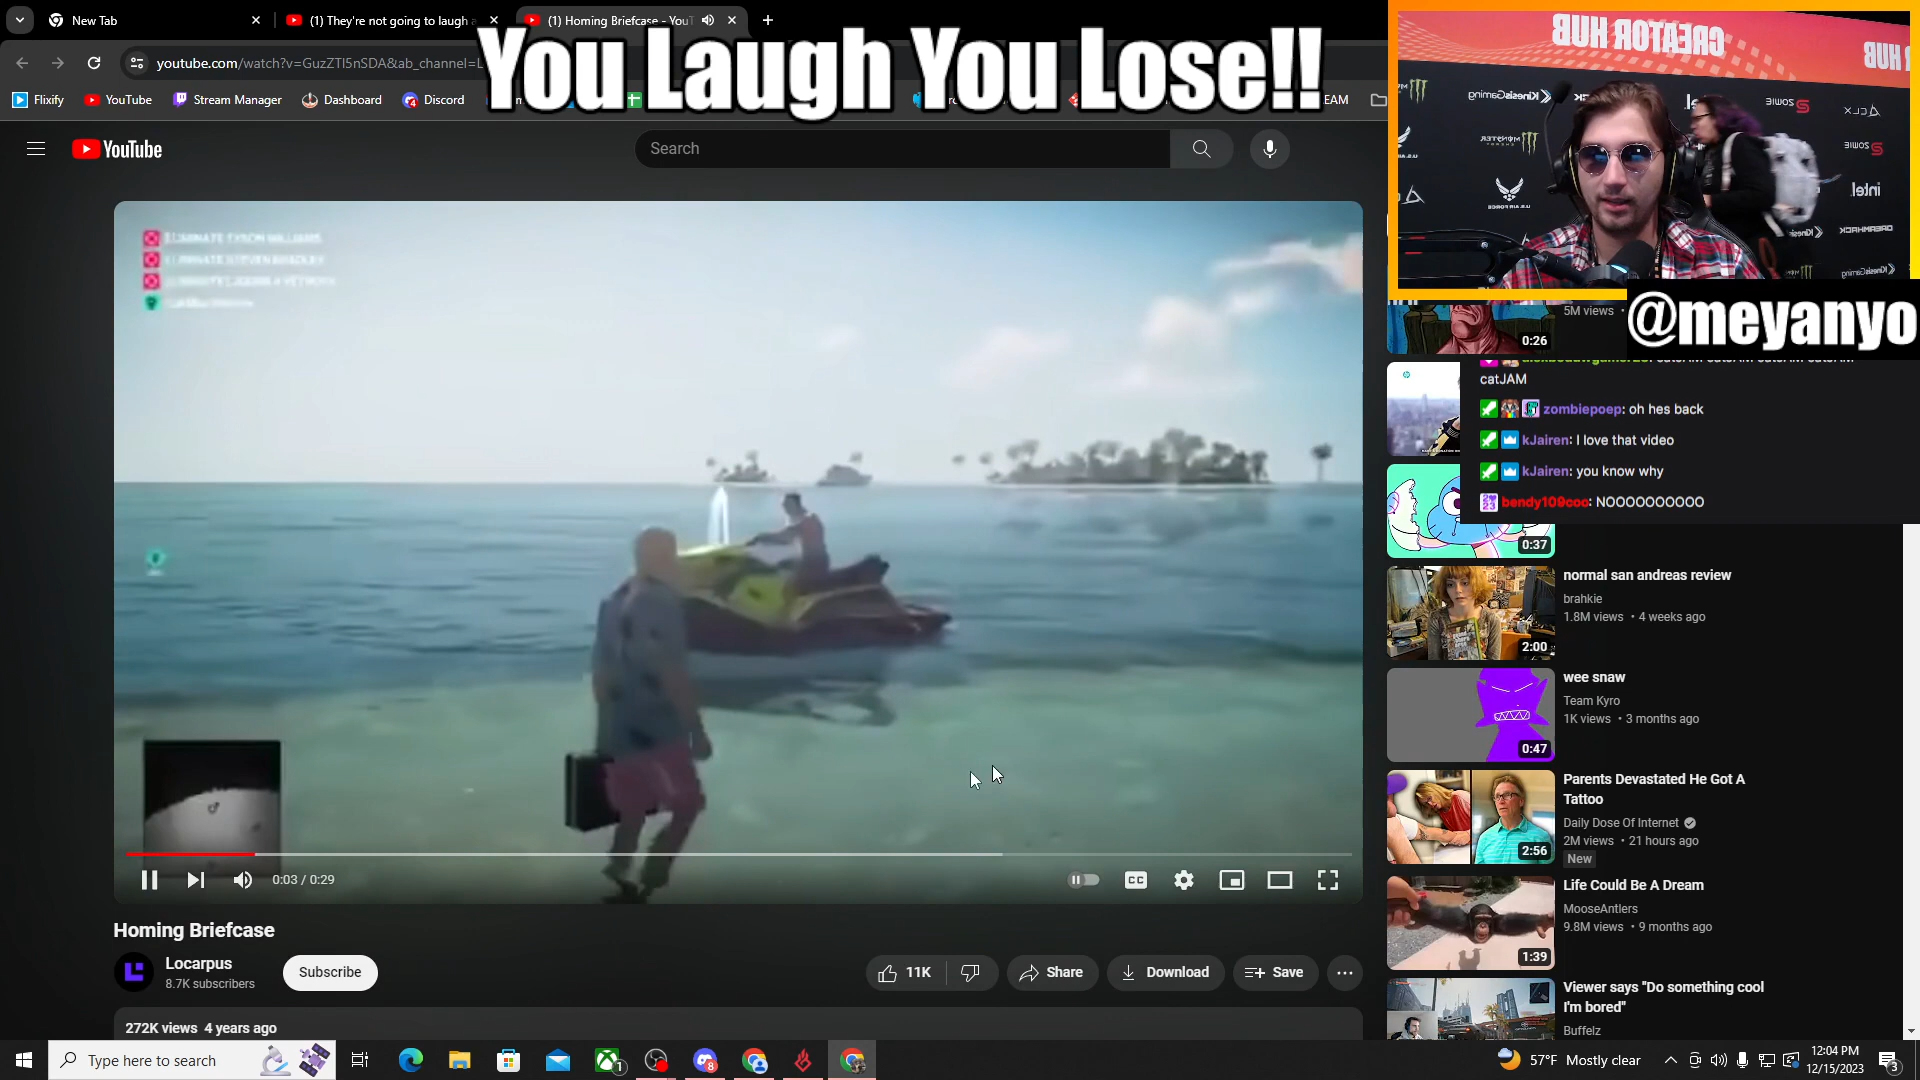 New Tab
(1) They're not going to laugh a
(1) Homing Briefcase - YouT
You Laugh You Lose!!
youtube.com/watch?v=GuzZTl5nSDA&ab_channel=L
Flixify
YouTube
Stream Manager
Dashboard
Discord
EAM
YouTube
Search
CREATOR HUB
@meyanyo
5M views
0:26
catJAM
zombiepoep: oh hes back
kJairen: I love that video
kJairen: you know why
bendy109coo: NOOOOOOOOOO
0:37
normal san andreas review
brahkie
1.8M views • 4 weeks ago
2:00
wee snaw
Team Kyro
1K views • 3 months ago
0:47
Parents Devastated He Got A
Tattoo
Daily Dose Of Internet
2M views • 21 hours ago
New
2:56
Life Could Be A Dream
MooseAntlers
9.8M views • 9 months ago
1:39
Viewer says "Do something cool
I'm bored"
Buffelz
0:03 / 0:29
CC
Homing Briefcase
Locarpus
8.7K subscribers
Subscribe
11K
Share
Download
Save
272K views 4 years ago
Type here to search
57°F Mostly clear
12:04 PM
12/15/2023